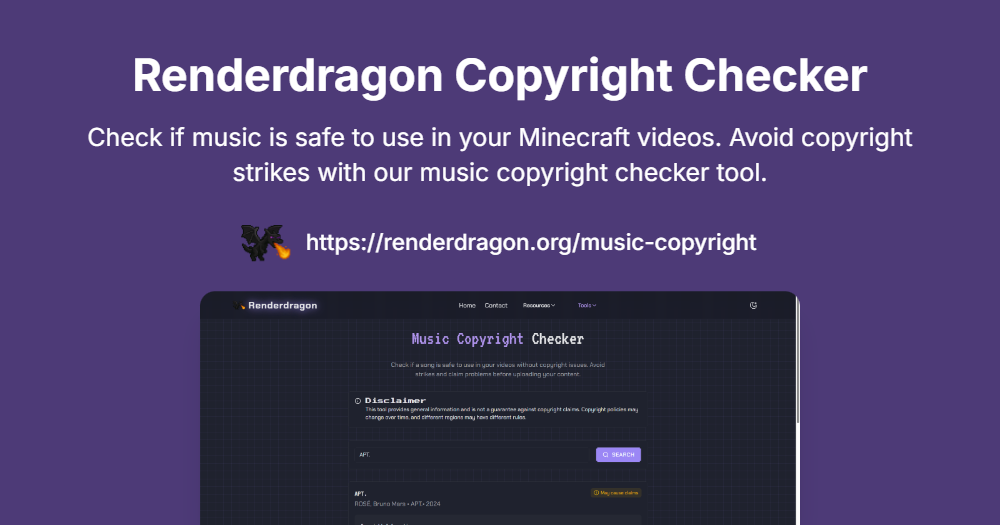 Renderdragon Copyright Checker
Check if music is safe to use in your Minecraft videos. Avoid copyright
strikes with our music copyright checker tool.
https://renderdragon.org/music-copyright
Renderdragon
Home Contact Resources Tools
Music Copyright Checker
Check if a song is safe to use in your videos without copyright issues. Avoid
strikes and claim problems before uploading your content.
Disclaimer
This tool provides general information and is not a guarantee against copyright claims. Copyright policies may
change over time, and different regions may have different rules.
APT. SEARCH
APT. May cause claims
ROSÉ, Bruno Mars • APT. • 2024